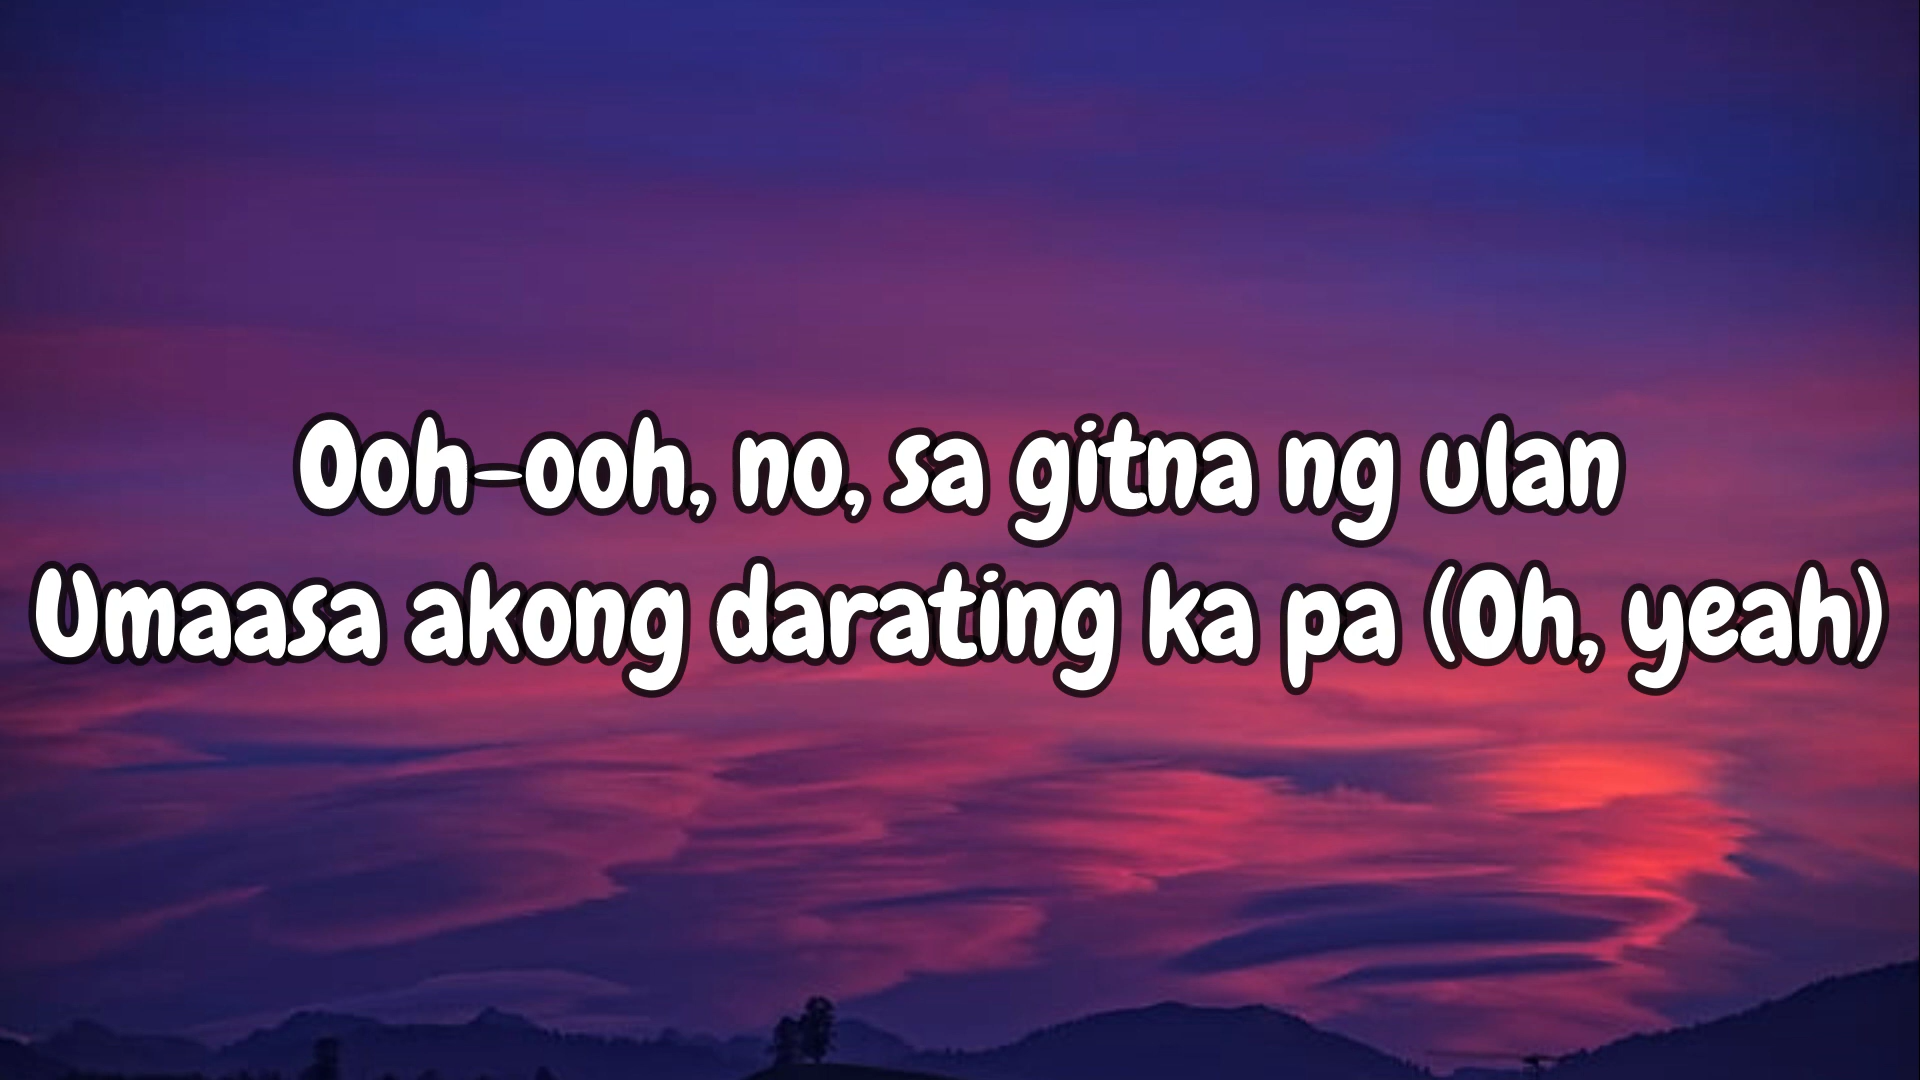 Ooh-ooh, no, sa gitna ng ulan
Umaasa akong darating ka pa (Oh, yeah)